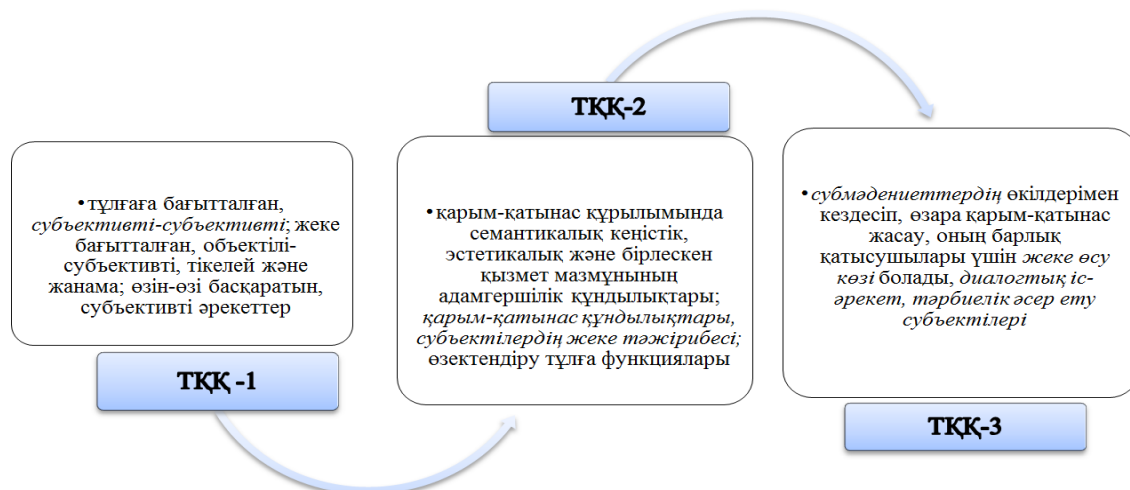 •тұлғаға бағытталған,
субъективті-субъективті; жеке
бағытталған, объектілі-
субъективті, тікелей және
жанама; өзін-өзі басқаратын,
субъективті әрекеттер
ТҚҚ -1
ТҚҚ-2
•қарым-қатынас құрылымында
семантикалық кеңістік,
эстетикалық және бірлескен
қызмет мазмұнының
адамгершілік құндылықтары;
қарым-қатынас құндылықтары,
субъектілердің жеке тәжірибесі;
өзектендіру тұлға функциялары
•субмәдениеттердің өкілдерімен
кездесіп, өзара қарым-қатынас
жасау, оның барлық
қатысушылары үшін жеке өсу
көзі болады, диалогтық іс-
әрекет, тәрбиелік әсер ету
субъектілері
ТҚҚ-3